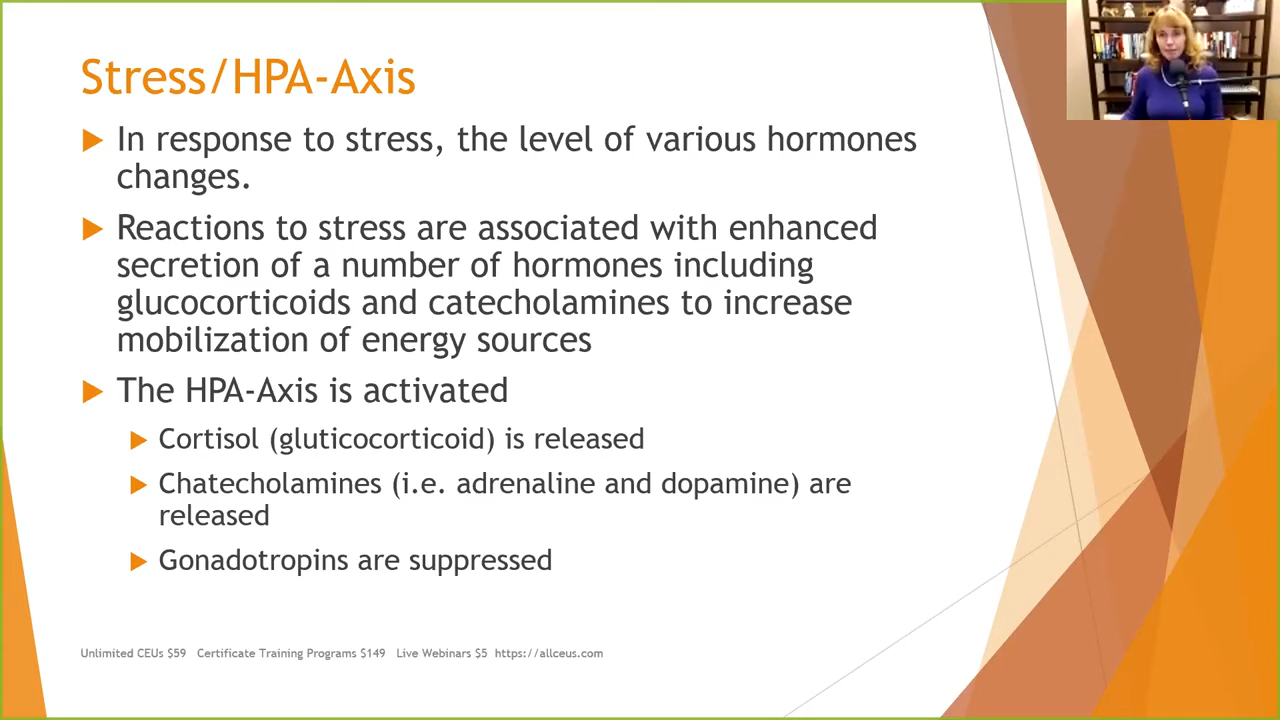 Stress/HPA-Axis
In response to stress, the level of various hormones
changes.
Reactions to stress are associated with enhanced
secretion of a number of hormones including
glucocorticoids and catecholamines to increase
mobilization of energy sources
The HPA-Axis is activated
Cortisol (gluticocorticoid) is released
Chatecholamines (i.e. adrenaline and dopamine) are
released
Gonadotropins are suppressed
Unlimited CEUs $59 Certificate Training Programs $149 Live Webinars $5 https://allceus.com